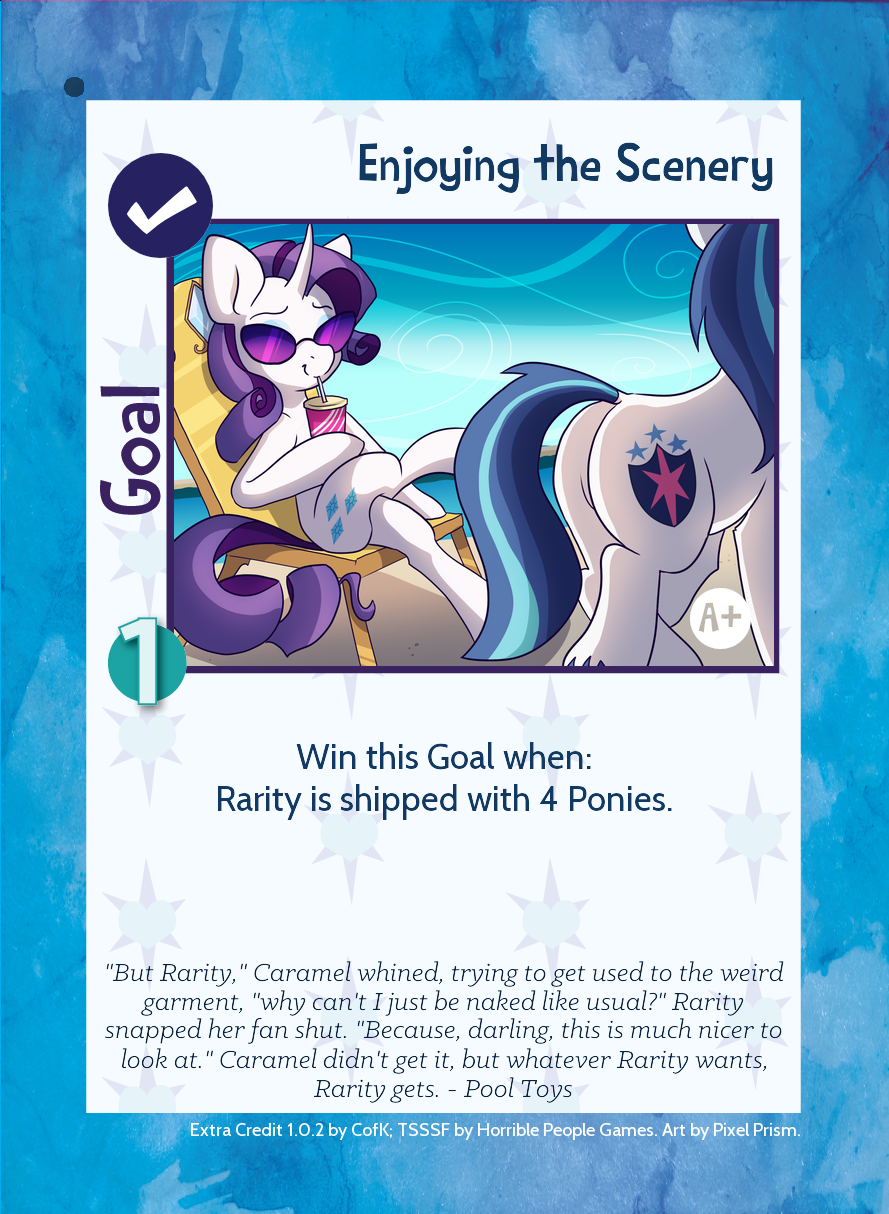 Enjoying the Scenery
Goal
1
A+
Win this Goal when:
Rarity is shipped with 4 Ponies.
"But Rarity," Caramel whined, trying to get used to the weird
garment, "why can't I just be naked like usual?" Rarity
snapped her fan shut. "Because, darling, this is much nicer to
look at." Caramel didn't get it, but whatever Rarity wants,
Rarity gets. - Pool Toys
Extra Credit 1.0.2 by CofK; TSSSF by Horrible People Games. Art by Pixel Prism.